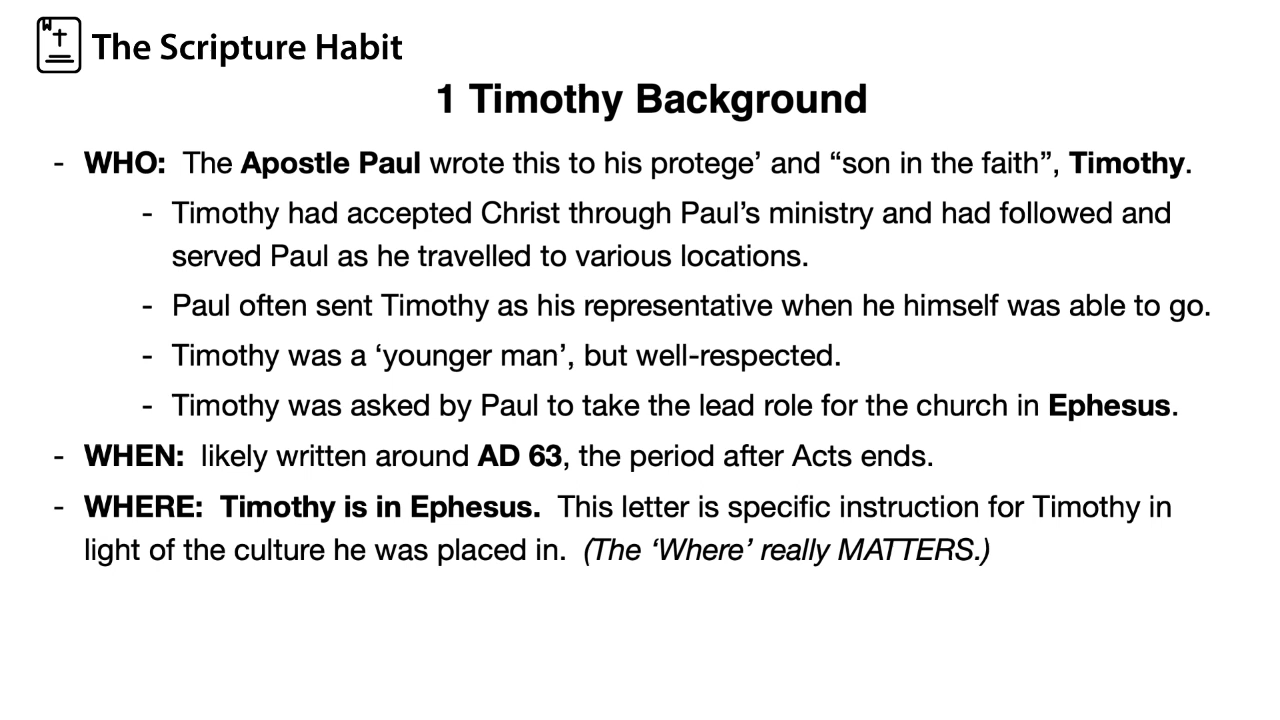 The Scripture Habit
1 Timothy Background
- WHO: The Apostle Paul wrote this to his protege’ and “son in the faith”, Timothy.
- Timothy had accepted Christ through Paul’s ministry and had followed and
served Paul as he travelled to various locations.
- Paul often sent Timothy as his representative when he himself was able to go.
- Timothy was a ‘younger man’, but well-respected.
- Timothy was asked by Paul to take the lead role for the church in Ephesus.
- WHEN: likely written around AD 63, the period after Acts ends.
- WHERE: Timothy is in Ephesus. This letter is specific instruction for Timothy in
light of the culture he was placed in. (The ‘Where’ really MATTERS.)